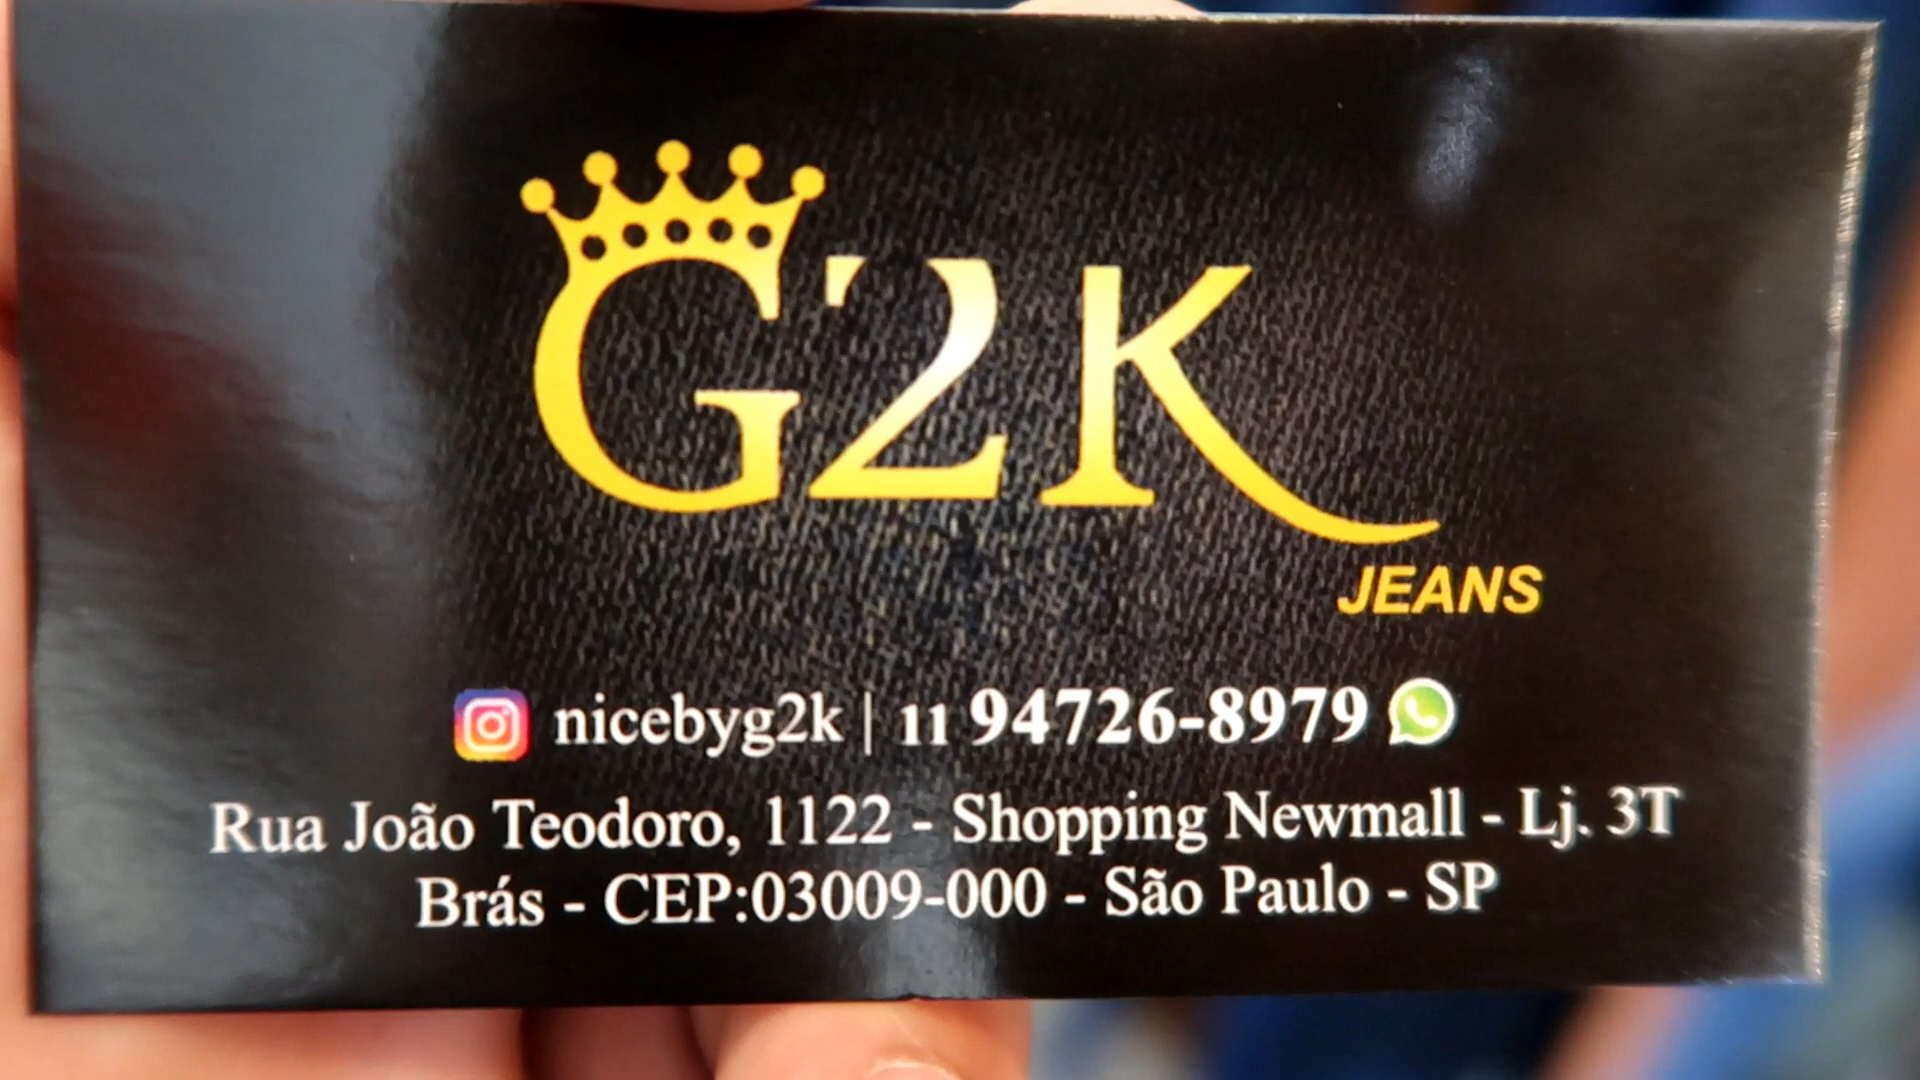 G2K
JEANS
nicebyg2k | 11 94726-8979
Rua João Teodoro, 1122 - Shopping Newmall - Lj. 3T
Brás - CEP:03009-000 - São Paulo - SP